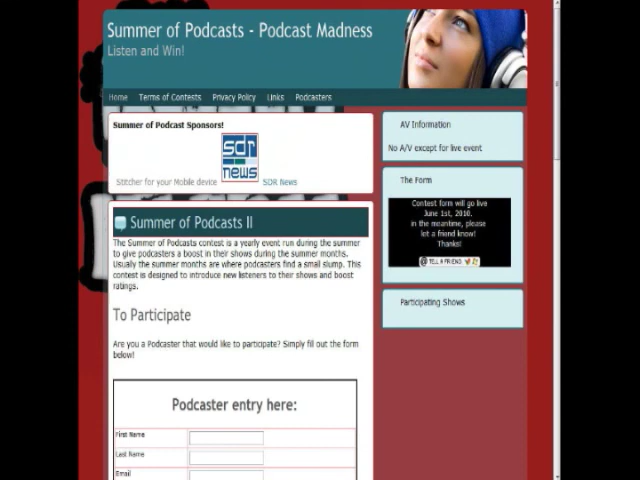 Summer of Podcasts - Podcast Madness
Listen and Win!
Home Terms of Contests Privacy Policy Links Podcasters
Summer of Podcast Sponsors!
sdr
news
Stitcher for your Mobile device SDR News
Summer of Podcasts II
The Summer of Podcasts contest is a yearly event run during the summer
to give podcasters a boost in their shows during the summer months.
Usually the summer months are where podcasters find a small slump. This
contest is designed to introduce new listeners to their shows and boost
ratings.
To Participate
Are you a Podcaster that would like to participate? Simply fill out the form
below!
Podcaster entry here:
First Name
Last Name
Email
AV Information
No A/V except for live event
The Form
Contest form will go live
June 1st, 2010.
in the meantime, please
let a friend know!
Thanks!
TELL A FRIEND
Participating Shows